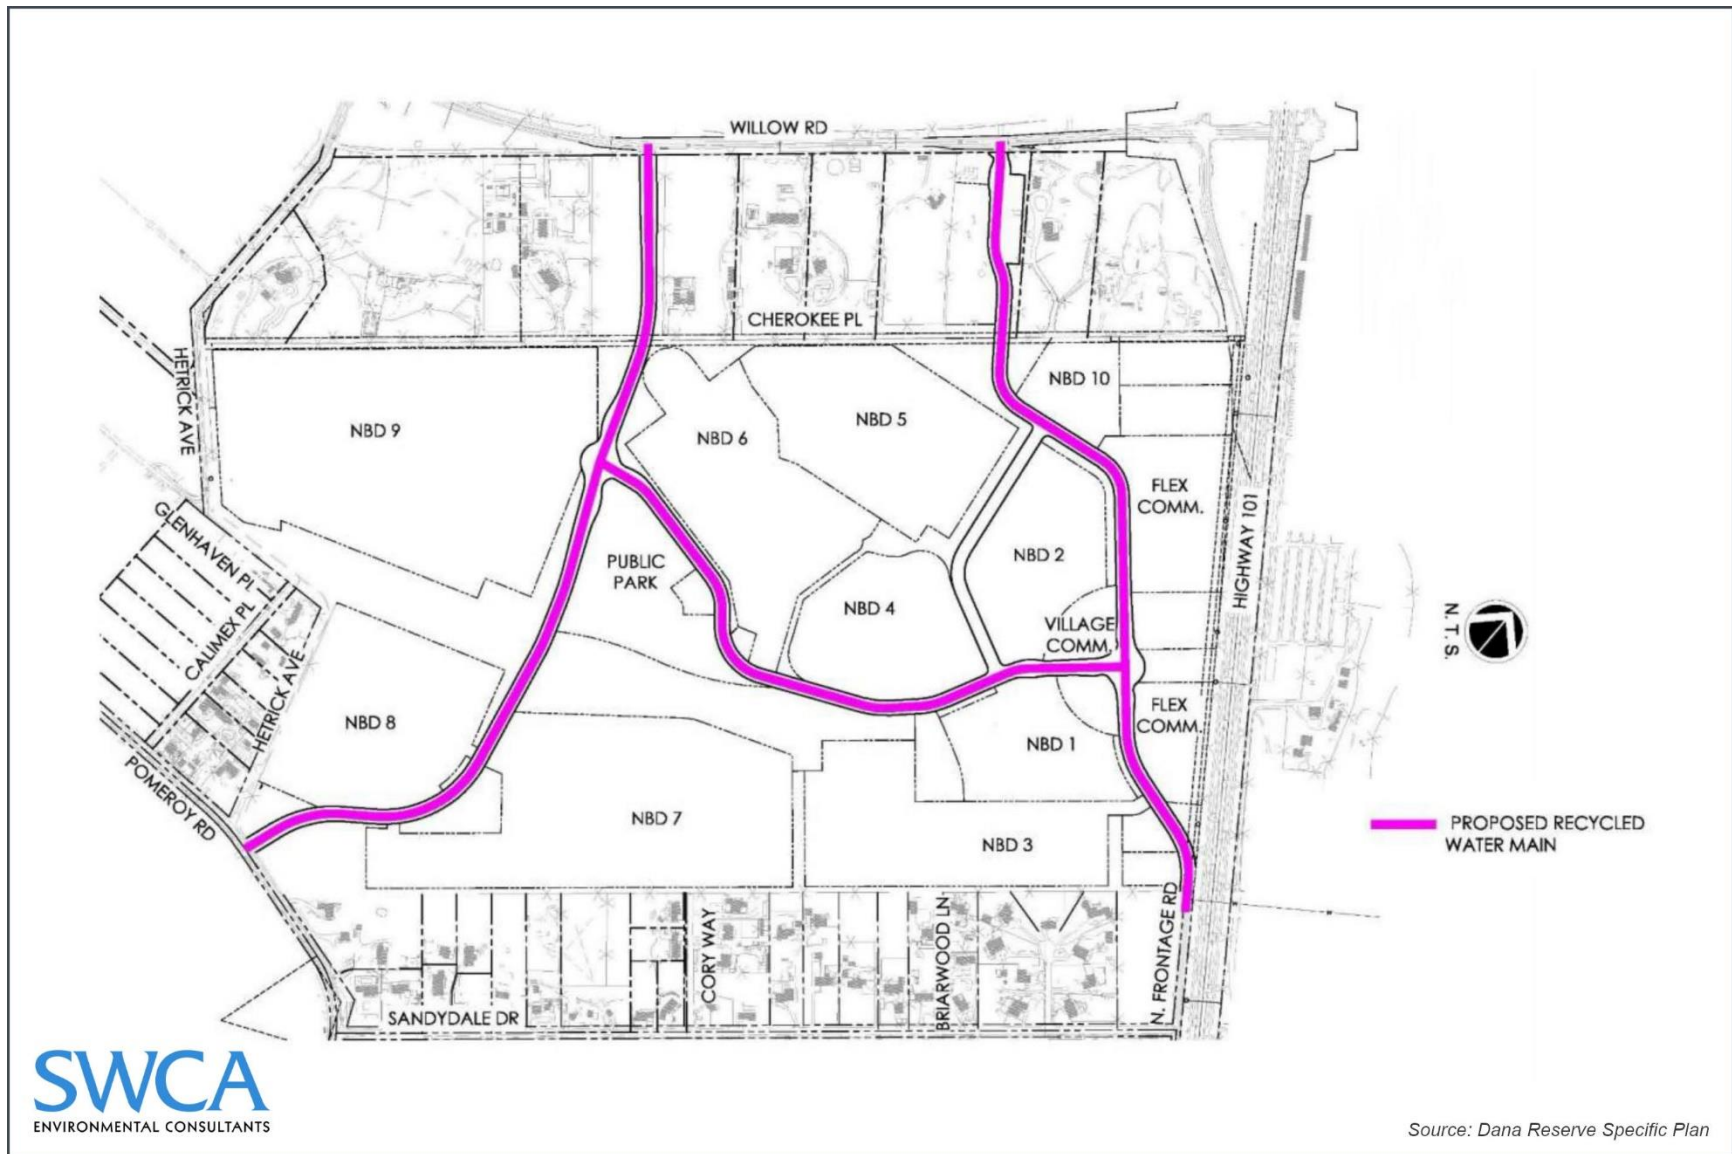 WILLOW RD
CHEROKEE PL
HETRICK AVE
NBD 10
NBD 9
NBD 6
NBD 5
FLEX
COMM.
HIGHWAY 101
GLENHAVEN PL
CALIMEX PL
HETRICK AVE
PUBLIC
PARK
NBD 2
NBD 4
VILLAGE
COMM.
N. T. S.
NBD 8
FLEX
COMM.
NBD 1
POMEROY RD
NBD 7
NBD 3
PROPOSED RECYCLED
WATER MAIN
CORY WAY
BRIARWOOD LN
N. FRONTAGE RD
SANDYDALE DR
SWCA
ENVIRONMENTAL CONSULTANTS
Source: Dana Reserve Specific Plan